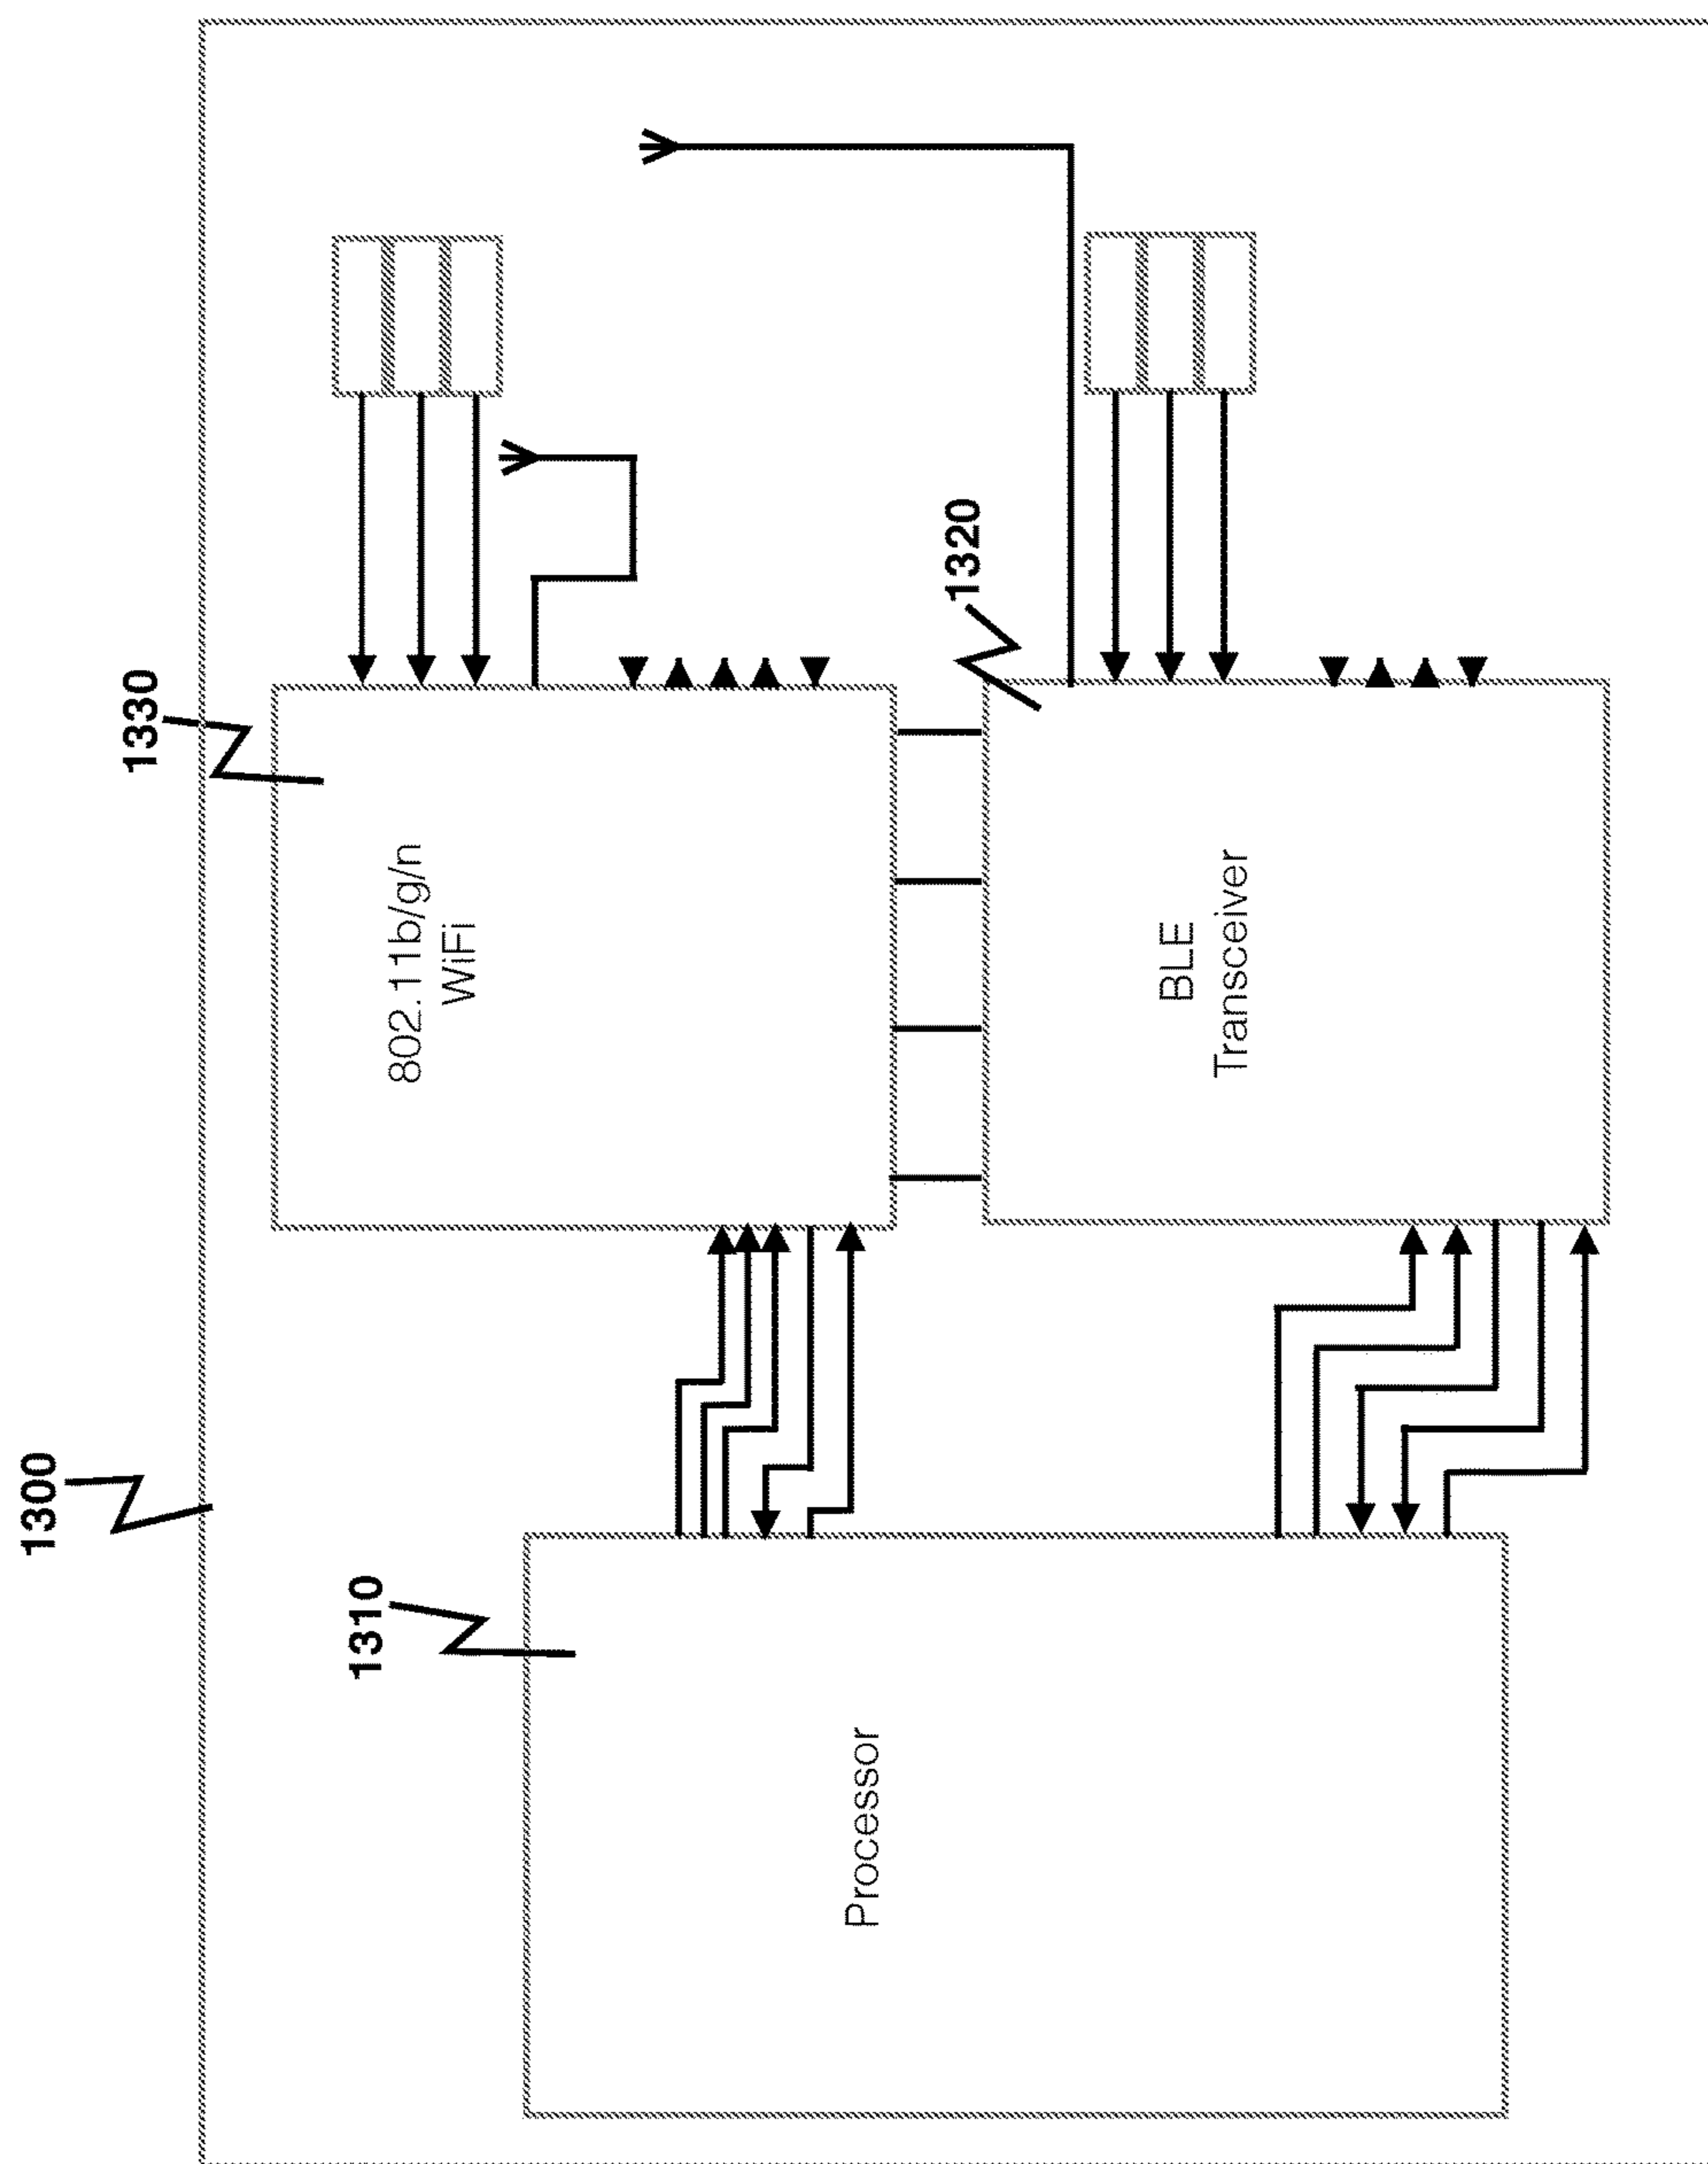 1300
1310
Processor
1330
802.11b/g/n
WiFi
1320
BLE
Transceiver